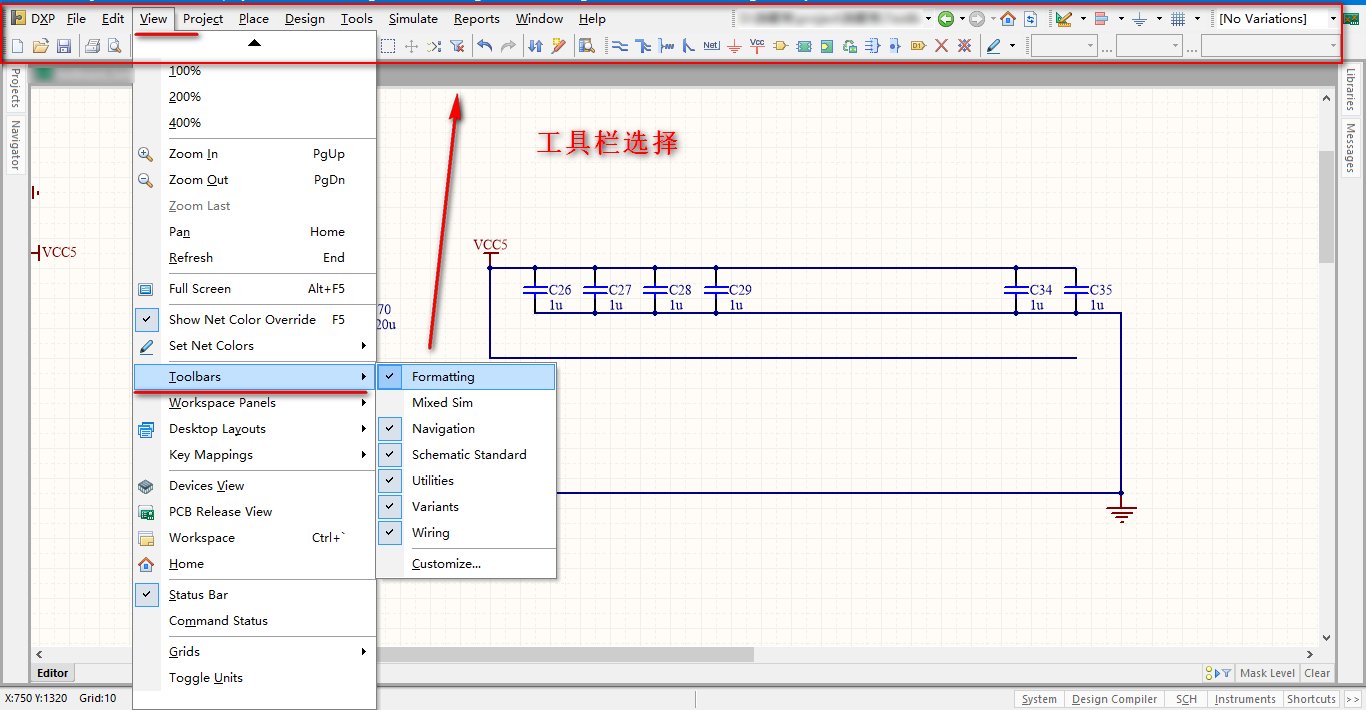 DXP File Edit View Project Place Design Tools Simulate Reports Window Help [No Variations]
Net Vcc D1
... ...
Projects
Navigator
Libraries
Messages
100%
200%
400%
Zoom In PgUp
Zoom Out PgDn
Zoom Last
Pan Home
Refresh End
Full Screen Alt+F5
Show Net Color Override F5
Set Net Colors
Toolbars
Workspace Panels
Desktop Layouts
Key Mappings
Devices View
PCB Release View
Workspace Ctrl+`
Home
Status Bar
Command Status
Grids
Toggle Units
Formatting
Mixed Sim
Navigation
Schematic Standard
Utilities
Variants
Wiring
Customize...
工具栏选择
VCC5
VCC5
C26 C27 C28 C29 C34 C35
1u 1u 1u 1u 1u 1u
70
20u
Editor
Mask Level Clear
X:750 Y:1320 Grid:10
System Design Compiler SCH Instruments Shortcuts >>